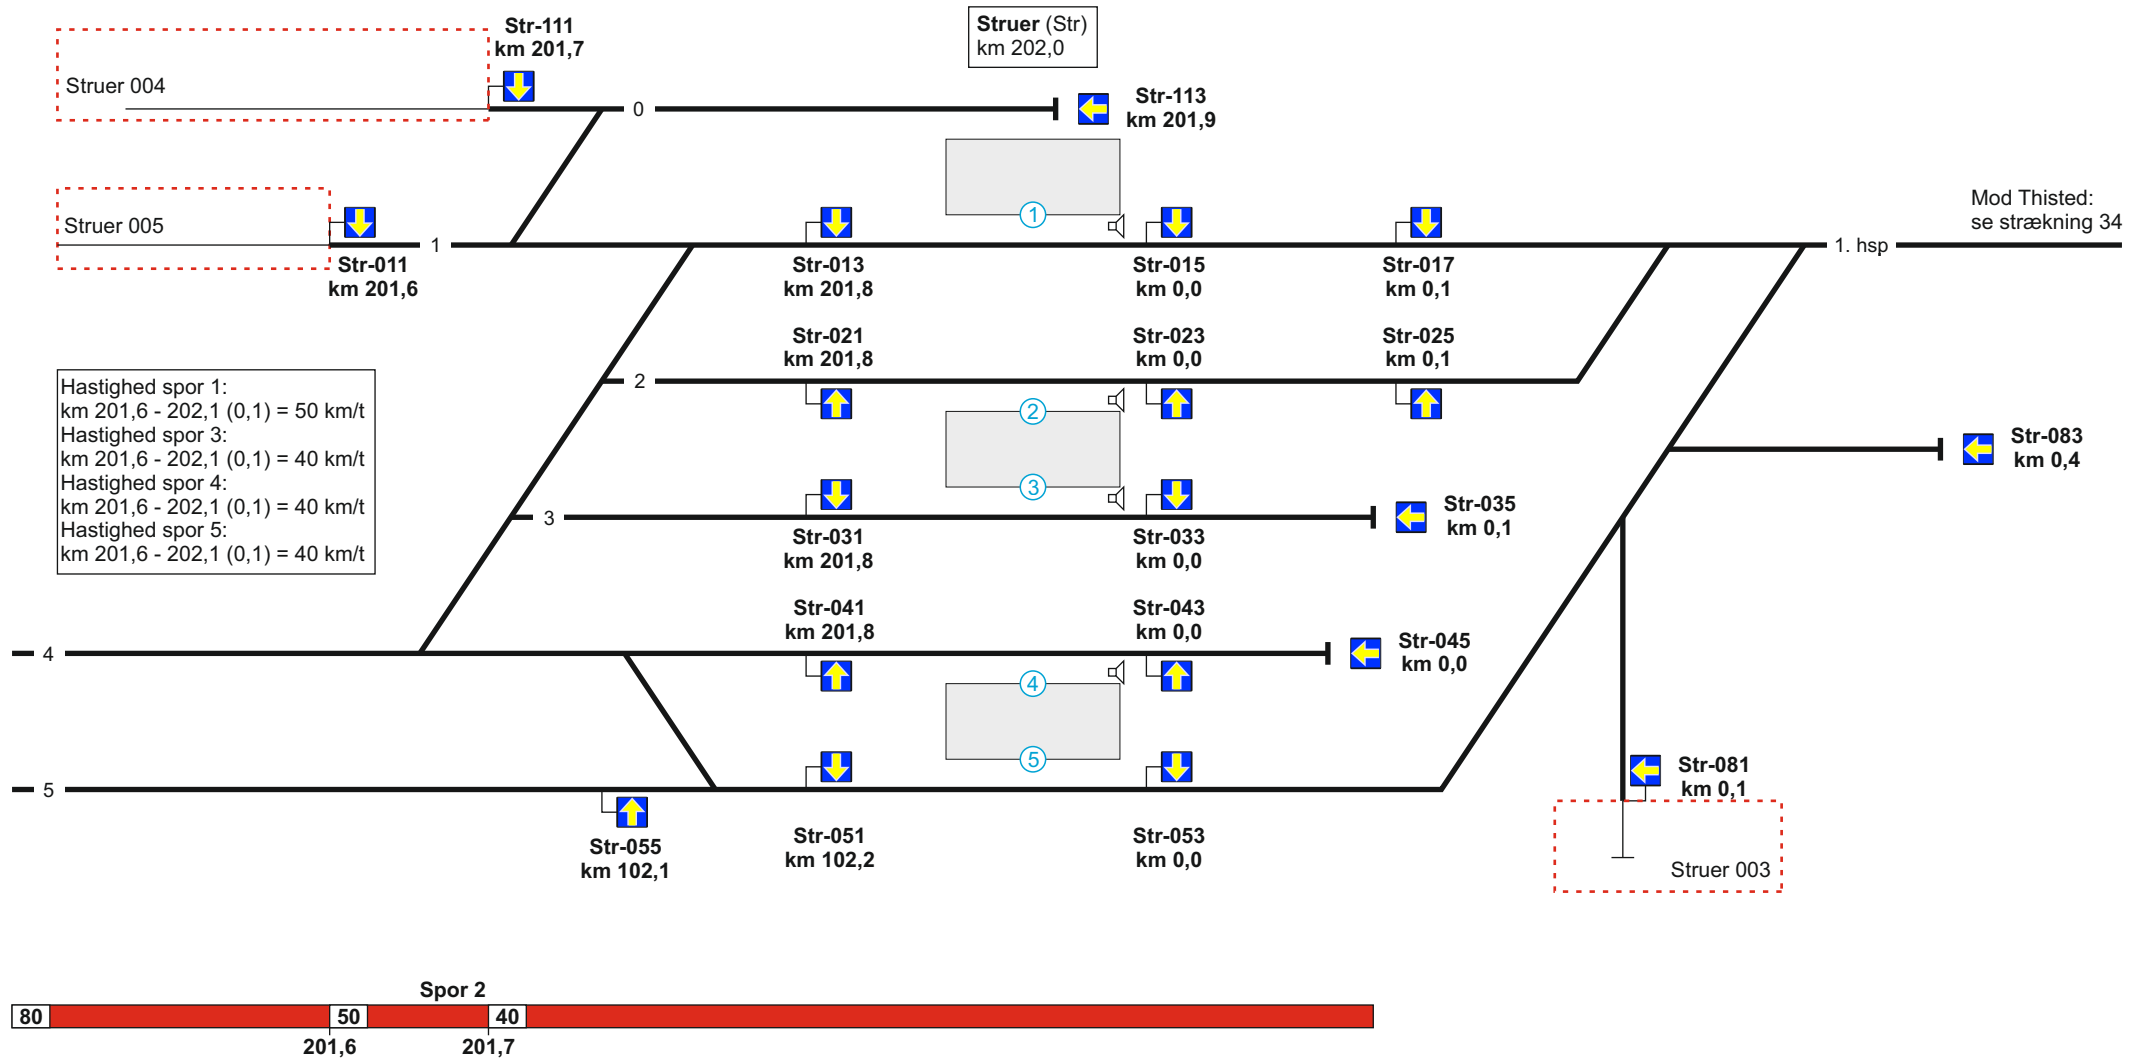 Str-111
km 201,7
Struer (Str)
km 202,0
Struer 004
0
Str-113
km 201,9
Struer 005
1
Str-011
km 201,6
1
Str-013
km 201,8
Str-015
km 0,0
Str-017
km 0,1
1. hsp
Mod Thisted:
se strækning 34
Str-021
km 201,8
Str-023
km 0,0
Str-025
km 0,1
2
2
Hastighed spor 1:
km 201,6 - 202,1 (0,1) = 50 km/t
Hastighed spor 3:
km 201,6 - 202,1 (0,1) = 40 km/t
Hastighed spor 4:
km 201,6 - 202,1 (0,1) = 40 km/t
Hastighed spor 5:
km 201,6 - 202,1 (0,1) = 40 km/t
Str-083
km 0,4
3
3
Str-031
km 201,8
Str-033
km 0,0
Str-035
km 0,1
Str-041
km 201,8
Str-043
km 0,0
Str-045
km 0,0
4
4
5
5
Str-055
km 102,1
Str-051
km 102,2
Str-053
km 0,0
Str-081
km 0,1
Struer 003
Spor 2
80
50
40
201,6
201,7